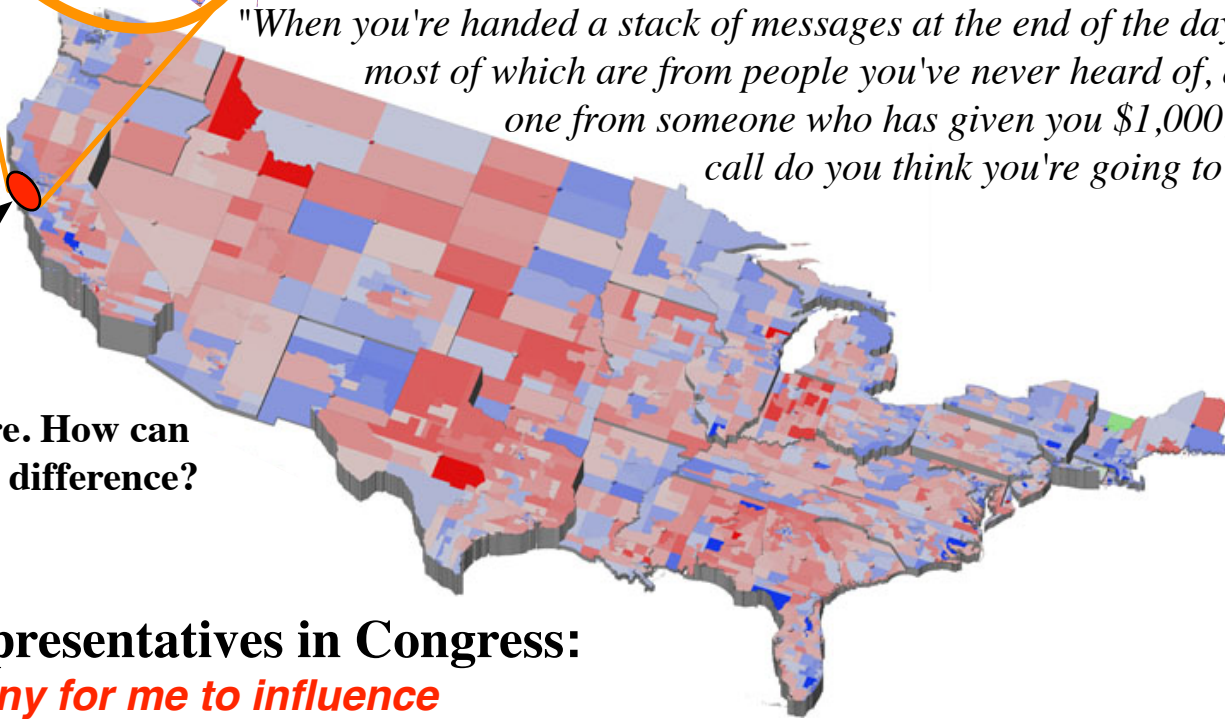 "When you're handed a stack of messages at the end of the day
most of which are from people you've never heard of,
one from someone who has given you $1,000
call do you think you're going to
re. How can
difference?
presentatives in Congress:
ny for me to influence